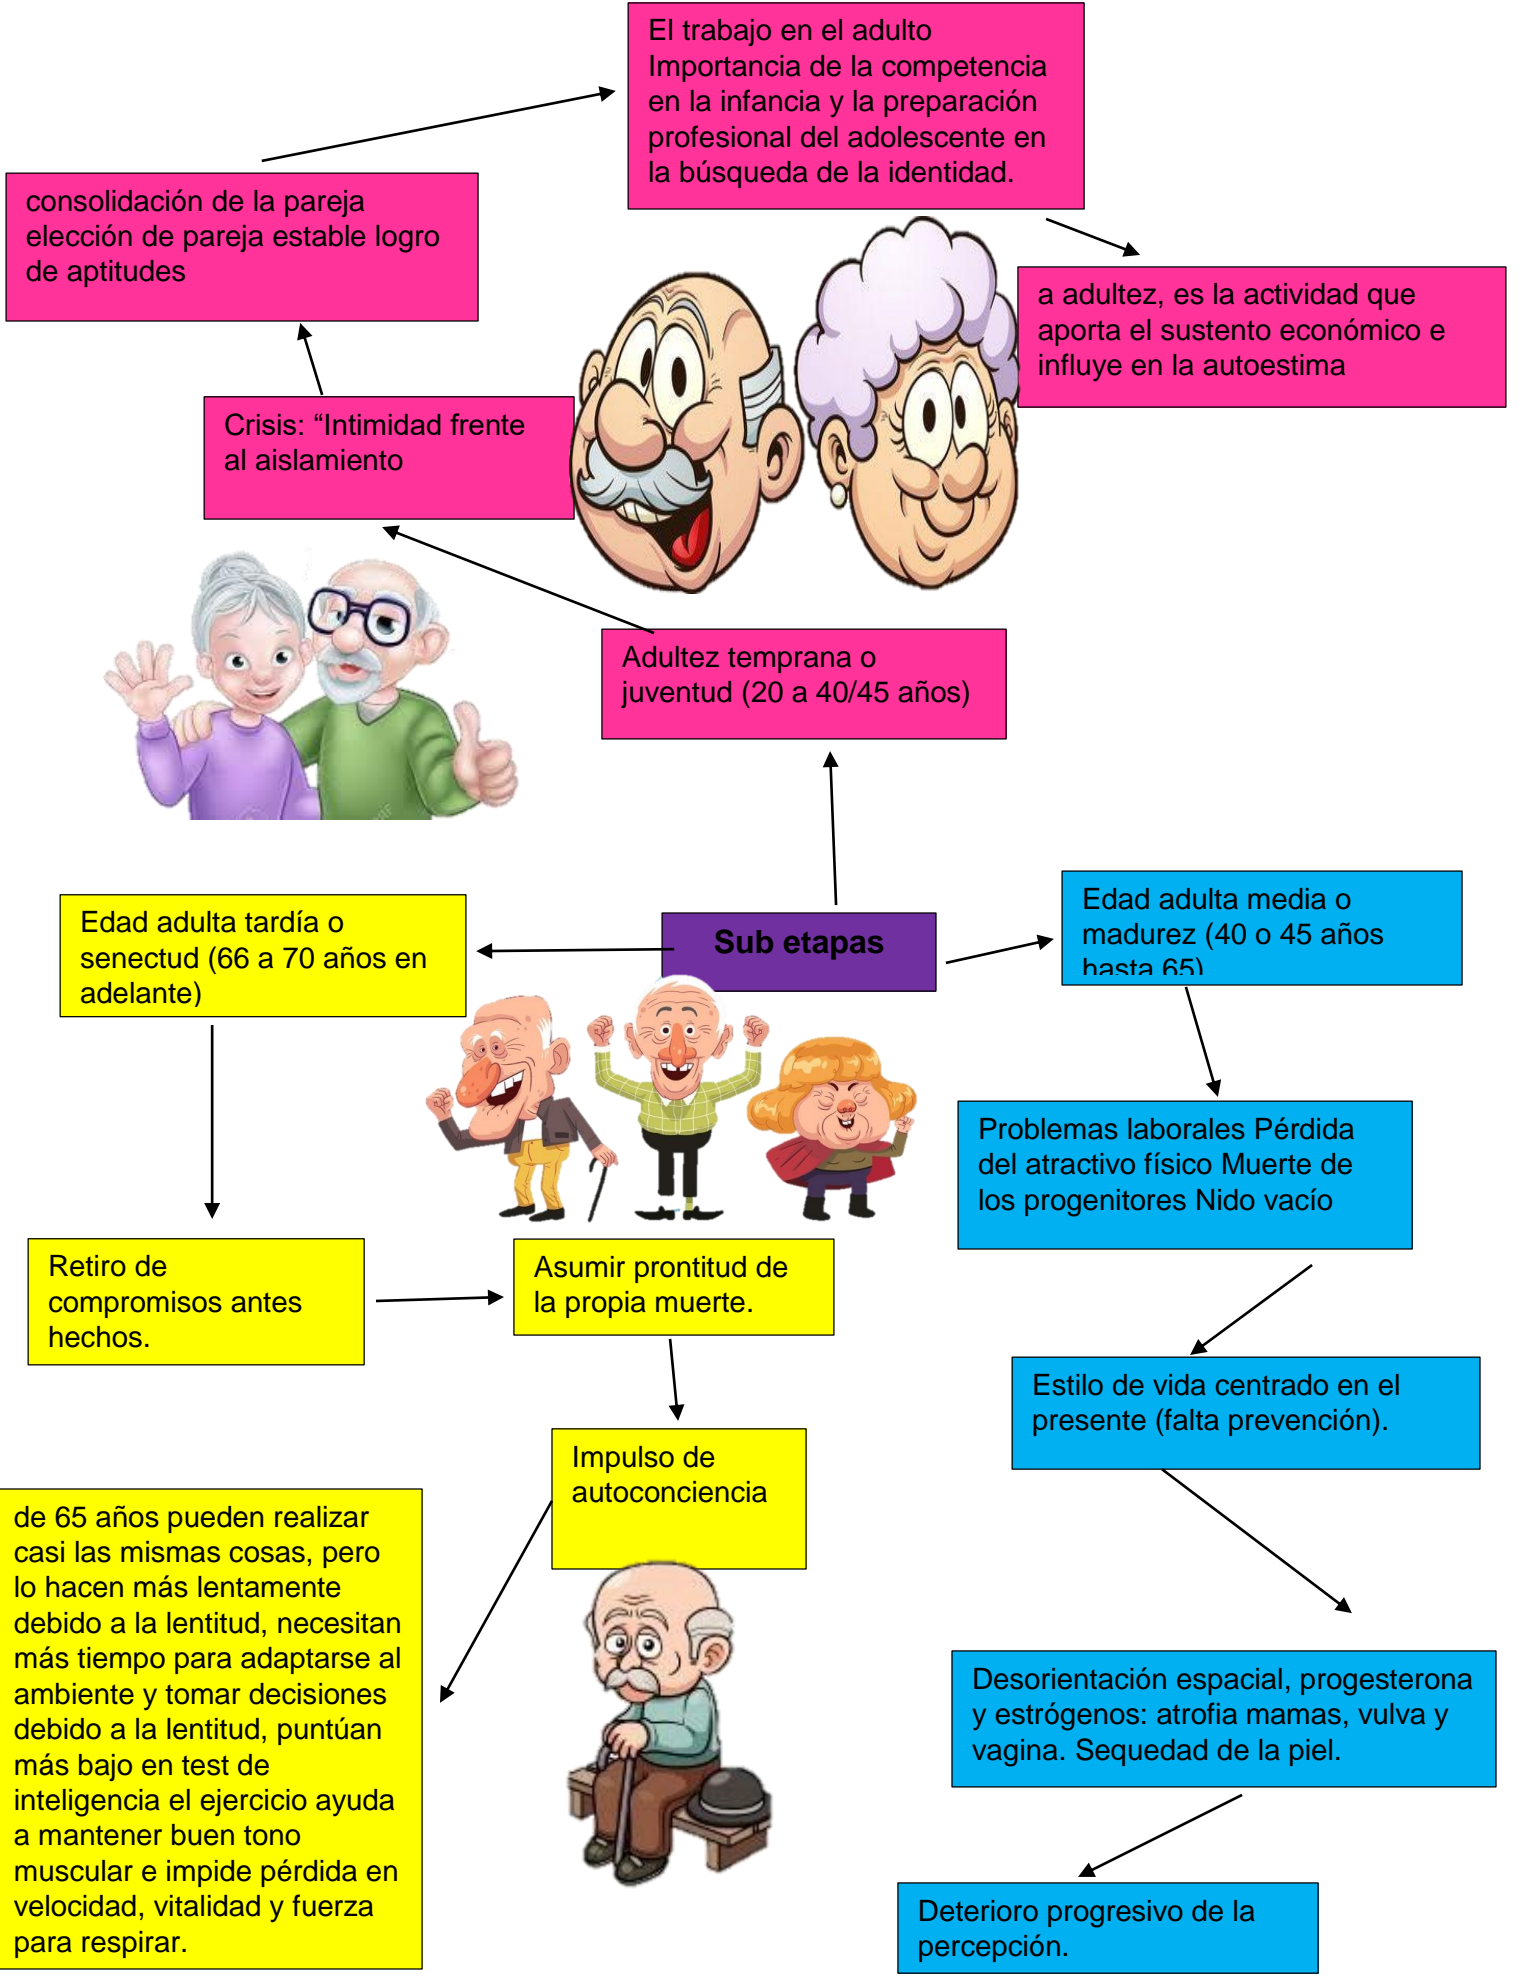 El trabajo en el adulto
Importancia de la competencia
en la infancia y la preparación
profesional del adolescente en
la búsqueda de la identidad.
consolidación de la pareja
elección de pareja estable logro
de aptitudes
a adultez, es la actividad que
aporta el sustento económico e
influye en la autoestima
Crisis: “Intimidad frente
al aislamiento
Adultez temprana o
juventud (20 a 40/45 años)
Sub etapas
Edad adulta tardía o
senectud (66 a 70 años en
adelante)
Edad adulta media o
madurez (40 o 45 años
hasta 65)
Problemas laborales Pérdida
del atractivo físico Muerte de
los progenitores Nido vacío
Retiro de
compromisos antes
hechos.
Asumir prontitud de
la propia muerte.
Estilo de vida centrado en el
presente (falta prevención).
Impulso de
autoconciencia
de 65 años pueden realizar
casi las mismas cosas, pero
lo hacen más lentamente
debido a la lentitud, necesitan
más tiempo para adaptarse al
ambiente y tomar decisiones
debido a la lentitud, puntúan
más bajo en test de
inteligencia el ejercicio ayuda
a mantener buen tono
muscular e impide pérdida en
velocidad, vitalidad y fuerza
para respirar.
Desorientación espacial, progesterona
y estrógenos: atrofia mamas, vulva y
vagina. Sequedad de la piel.
Deterioro progresivo de la
percepción.